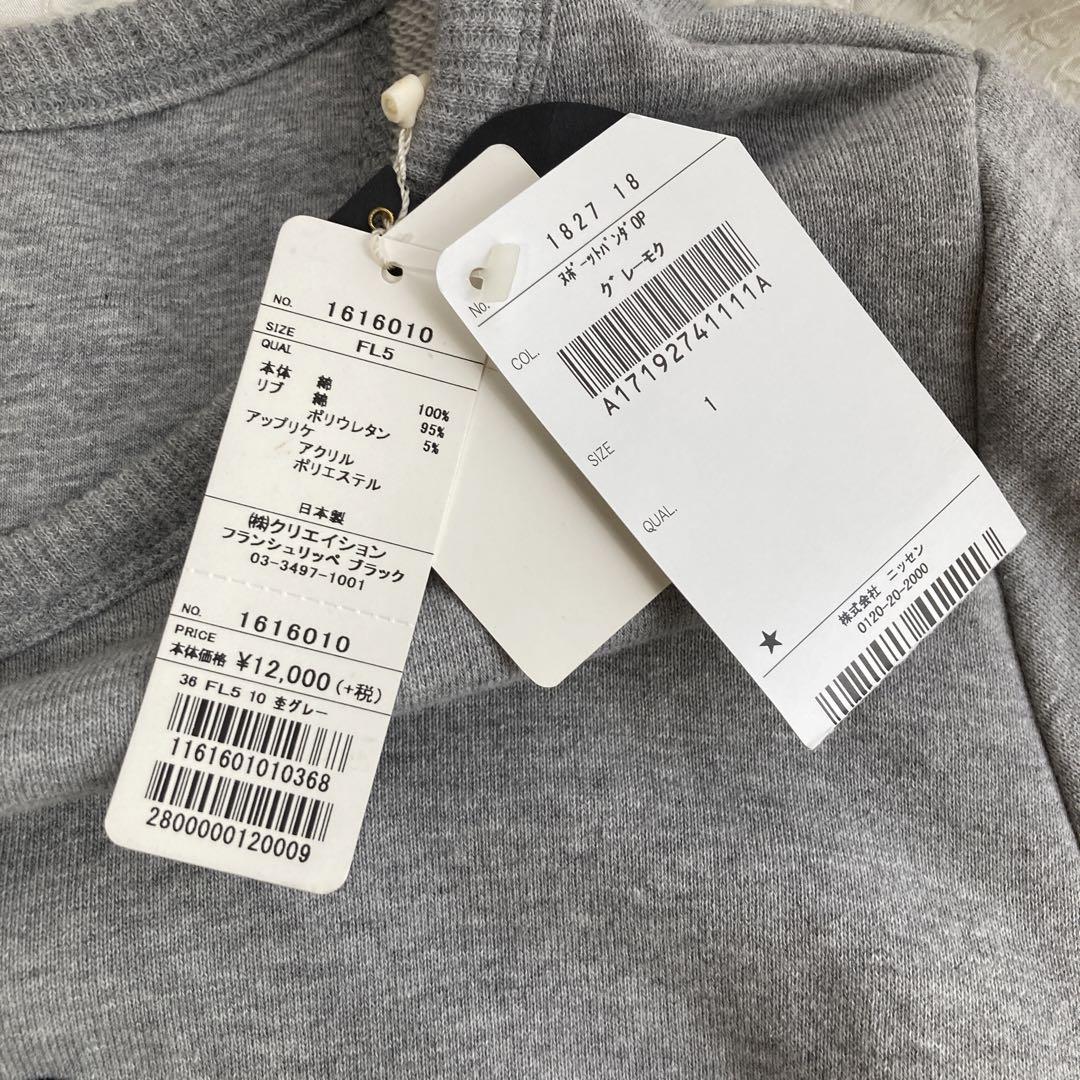 NO. 1616010
SIZE FL5
QUAL
本体 綿 100%
リブ 綿 95%
ポリウレタン 5%
アップリケ
アクリル
ポリエステル
日本製
㈱クリエイション
フランシュリッペ ブラック
03-3497-1001
NO. 1616010
PRICE
本体価格 ¥12,000(+税)
36 FL5 10 杢グレー
1161601010368
2800000120009
1827 18
No. ﾇﾎﾞｰｯﾄﾊﾟﾝﾀﾞOP
グレーモク
COL.
A17192741111A
1
SIZE
QUAL.
★
株式会社 ニッセン
0120-20-2000